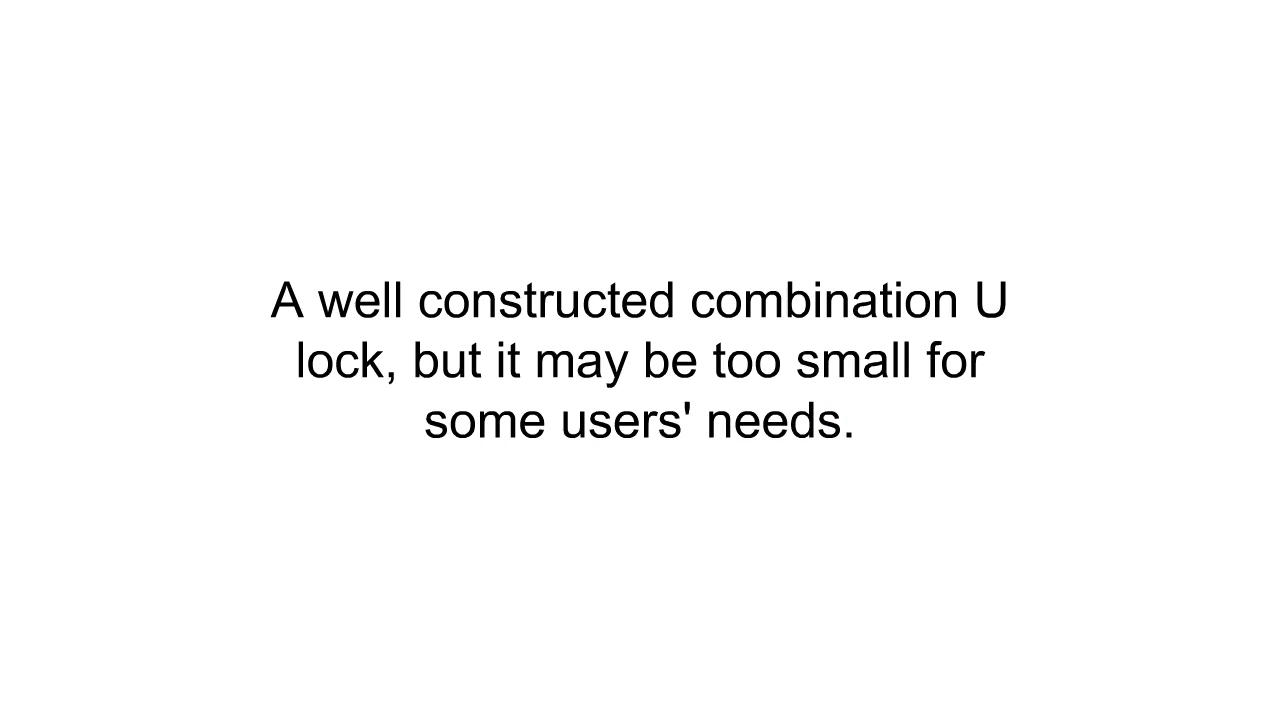 A well constructed combination U
lock, but it may be too small for
some users' needs.